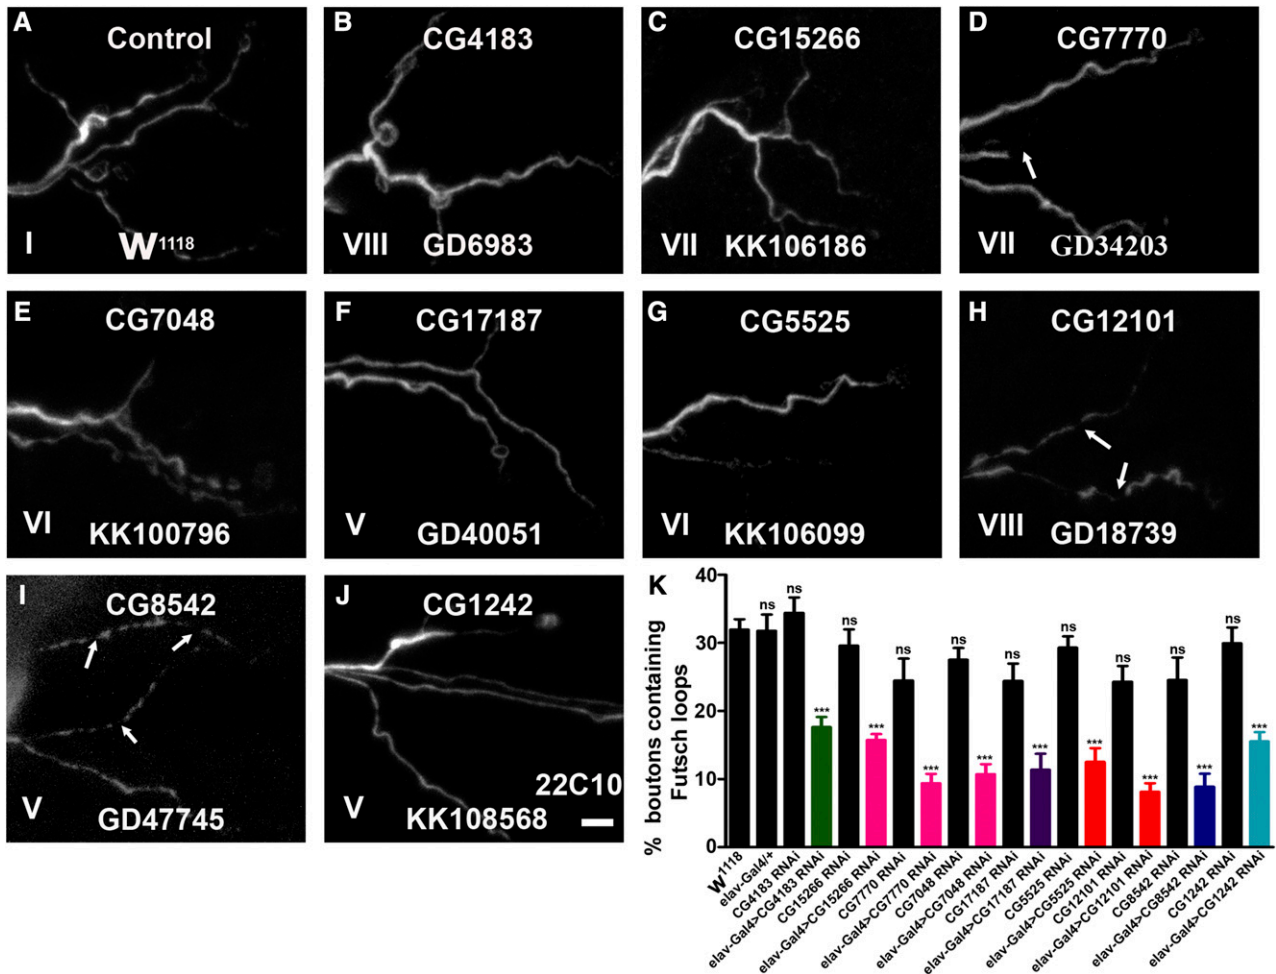 A
Control
I
W1118
B
CG4183
VIII
GD6983
C
CG15266
VII
KK106186
D
CG7770
VII
GD34203
E
CG7048
VI
KK100796
F
CG17187
V
GD40051
G
CG5525
VI
KK106099
H
CG12101
VIII
GD18739
I
CG8542
V
GD47745
J
CG1242
22C10
V
KK108568
K
% boutons containing
Futsch loops
40
30
20
10
0
ns
ns
***
ns
***
ns
***
ns
***
ns
***
ns
***
ns
***
ns
***
ns
***
W1118
elav-Gal4/+
CG4183 RNAi
elav-Gal4>CG4183 RNAi
CG15266 RNAi
elav-Gal4>CG15266 RNAi
CG7770 RNAi
elav-Gal4>CG7770 RNAi
CG7048 RNAi
elav-Gal4>CG7048 RNAi
CG17187 RNAi
elav-Gal4>CG17187 RNAi
CG5525 RNAi
elav-Gal4>CG5525 RNAi
CG12101 RNAi
elav-Gal4>CG12101 RNAi
CG8542 RNAi
elav-Gal4>CG8542 RNAi
CG1242 RNAi
elav-Gal4>CG1242 RNAi